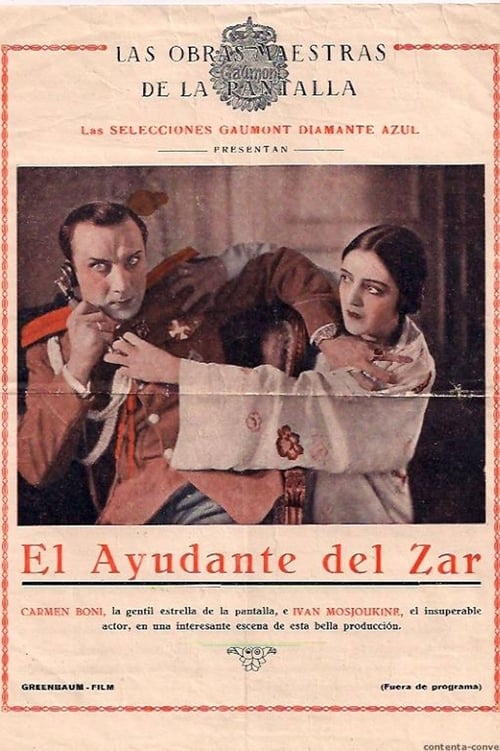 LAS OBRAS MAESTRAS
Gaumont
DE LA PANTALLA
Las SELECCIONES GAUMONT DIAMANTE AZUL
PRESENTAN
El Ayudante del Zar
CARMEN BONI, la gentil estrella de la pantalla, e IVAN MOSJOUKINE, el insuperable
actor, en una interesante escena de esta bella producción.
GREENBAUM - FILM
(Fuera de programa)
contenta-conve